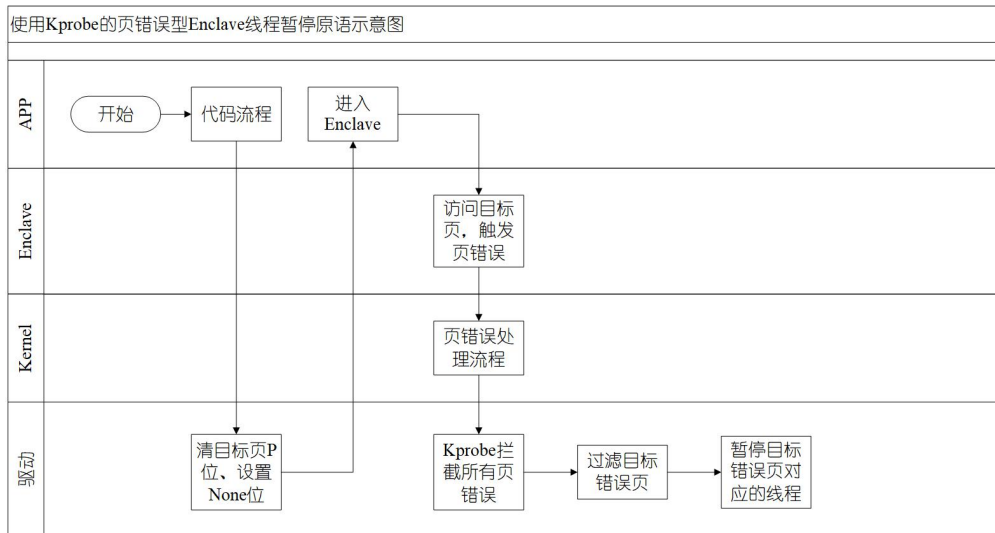 使用Kprobe的页错误型Enclave线程暂停原语示意图
APP
开始
代码流程
进入
Enclave
Enclave
访问目标
页，触发
页错误
Kernel
页错误处
理流程
驱动
清目标页P
位、设置
None位
Kprobe拦
截所有页
错误
过滤目标
错误页
暂停目标
错误页对
应的线程